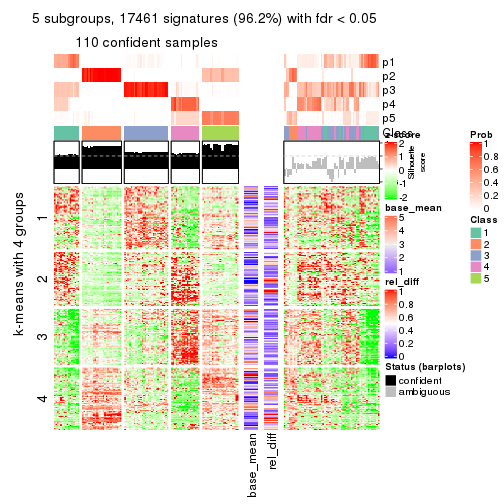 5 subgroups, 17461 signatures (96.2%) with fdr < 0.05
110 confident samples
p1
p2
p3
p4
p5
Class
z-score
2
1
0
-1
-2
Silhouette
score
base_mean
5
4
3
2
1
rel_diff
1
0.8
0.6
0.4
0.2
0
Status (barplots)
confident
ambiguous
Prob
1
0.8
0.6
0.4
0.2
0
Class
1
2
3
4
5
k-means with 4 groups
1
2
3
4
base_mean
rel_diff